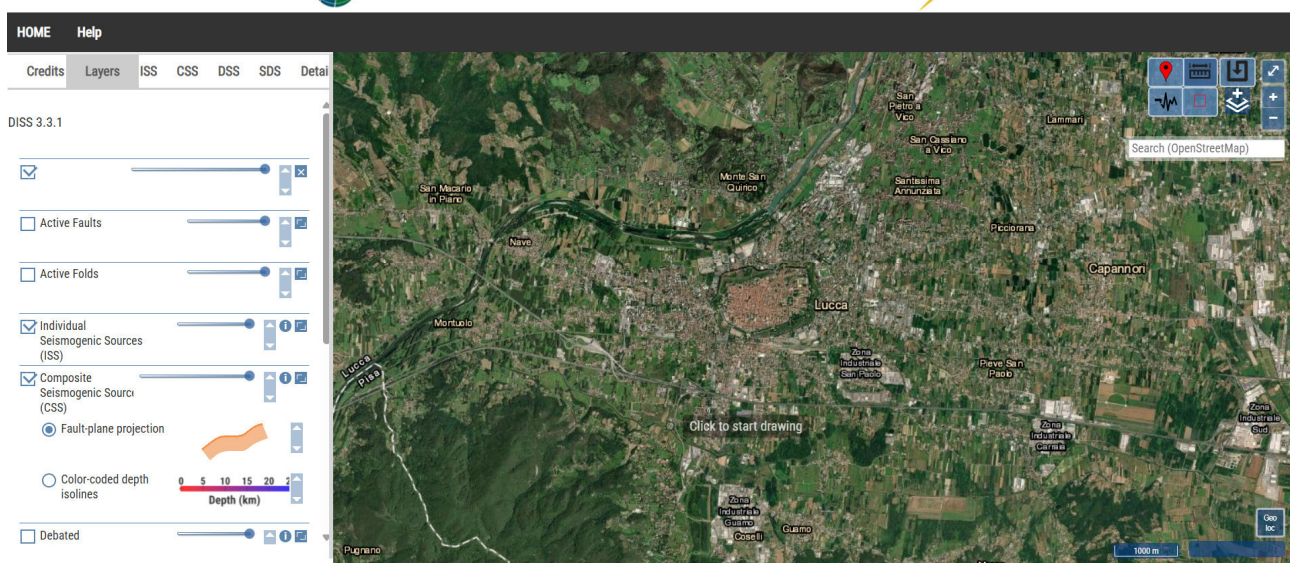 HOME Help
Credits Layers ISS CSS DSS SDS Detai
DISS 3.3.1
Active Faults
Active Folds
Individual
Seismogenic Sources
(ISS)
Composite
Seismogenic Sourc
(CSS)
Fault-plane projection
Color-coded depth
isolines
0 5 10 15 20 2
Depth (km)
Debated
Search (OpenStreetMap)
San
Pietro a
Vico
Lammari
San Cassiano
a Vico
Monte San
Quirico
Santissima
Annunziata
San Macario
in Piano
Nave
Picciorana
Capannori
Lucca
Montuolo
Lucca
Pisa
Zona
Industriale
San Paolo
Pieve San
Paolo
Click to start drawing
Zona
Industriale
Carraia
Zona
Industriale
Sud
Zona
Industriale
Guamo
Coselli
Guamo
Pugnano
Geo
loc
1000 m